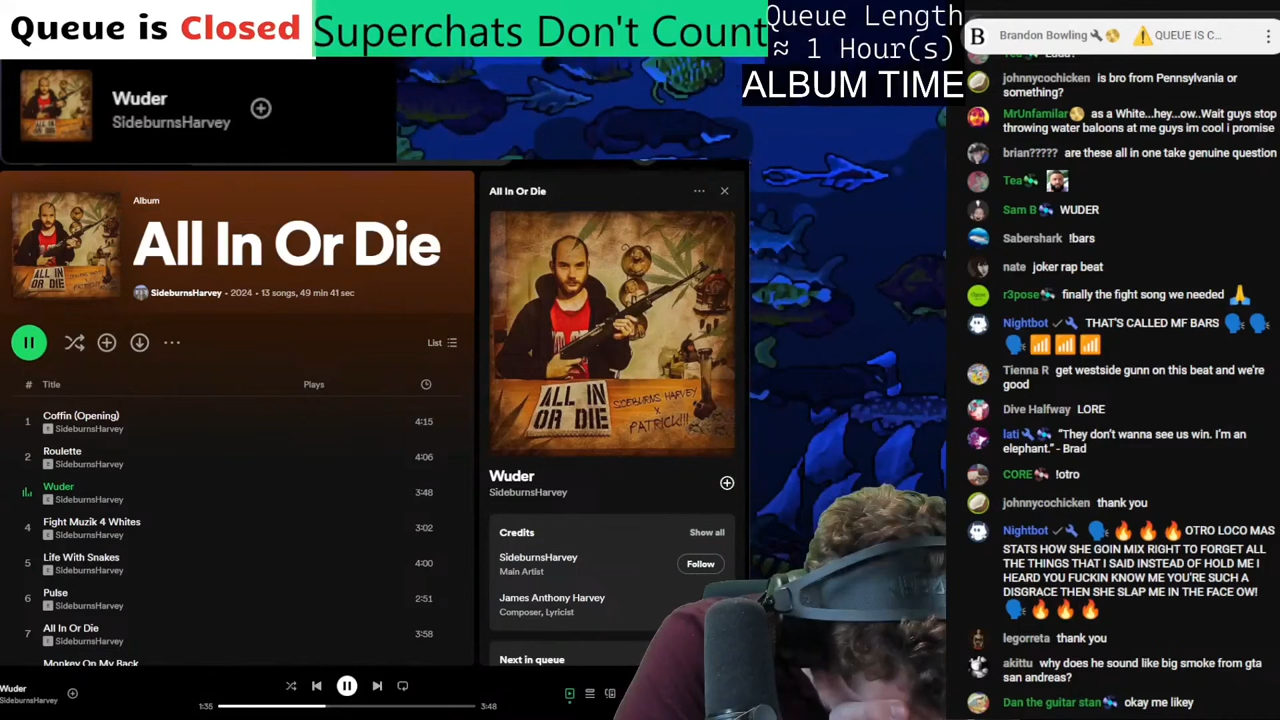 Queue is Closed
Superchats Don't Count
Queue Length
≈ 1 Hour(s)
ALBUM TIME
Wuder
SideburnsHarvey
Album
All In Or Die
SideburnsHarvey • 2024 • 13 songs, 49 min 41 sec
List
# Title Plays
1 Coffin (Opening) 4:15
E SideburnsHarvey
2 Roulette 4:06
E SideburnsHarvey
Wuder 3:48
E SideburnsHarvey
4 Fight Muzik 4 Whites 3:02
E SideburnsHarvey
5 Life With Snakes 4:00
E SideburnsHarvey
6 Pulse 2:51
E SideburnsHarvey
7 All In Or Die 3:58
E SideburnsHarvey
Monkey On My Back
All In Or Die
ALL IN
OR DIE
SIDEBURNS HARVEY
X
Wuder
SideburnsHarvey
Credits Show all
SideburnsHarvey
Main Artist
Follow
James Anthony Harvey
Composer, Lyricist
Next in queue
Wuder
SideburnsHarvey
1:35 3:48
B Brandon Bowling QUEUE IS C...
johnnycochicken is bro from Pennsylvania or
something?
MrUnfamilar as a White...hey...ow..Wait guys stop
throwing water baloons at me guys im cool i promise
brian????? are these all in one take genuine question
Tea
Sam B WUDER
Sabershark !bars
nate joker rap beat
r3pose finally the fight song we needed
Nightbot THAT'S CALLED MF BARS
Tienna R get westside gunn on this beat and we're
good
Dive Halfway LORE
lati “They don't wanna see us win. I'm an
elephant.” - Brad
CORE !otro
johnnycochicken thank you
Nightbot OTRO LOCO MAS
STATS HOW SHE GOIN MIX RIGHT TO FORGET ALL
THE THINGS THAT I SAID INSTEAD OF HOLD ME I
HEARD YOU FUCKIN KNOW ME YOU'RE SUCH A
DISGRACE THEN SHE SLAP ME IN THE FACE OW!
legorreta thank you
akittu why does he sound like big smoke from gta
san andreas?
Dan the guitar stan okay me likey